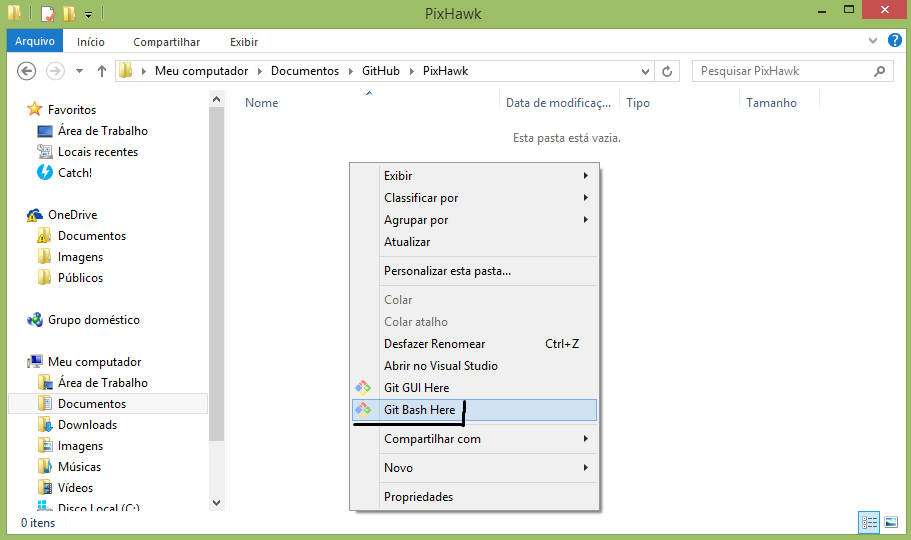 PixHawk
Arquivo Início Compartilhar Exibir
Meu computador Documentos GitHub PixHawk
Pesquisar PixHawk
Nome Data de modificaç... Tipo Tamanho
Esta pasta está vazia.
Favoritos
Área de Trabalho
Locais recentes
Catch!
OneDrive
Documentos
Imagens
Públicos
Grupo doméstico
Meu computador
Área de Trabalho
Documentos
Downloads
Imagens
Músicas
Vídeos
Disco Local (C:)
Exibir
Classificar por
Agrupar por
Atualizar
Personalizar esta pasta...
Colar
Colar atalho
Desfazer Renomear Ctrl+Z
Abrir no Visual Studio
Git GUI Here
Git Bash Here
Compartilhar com
Novo
Propriedades
0 itens